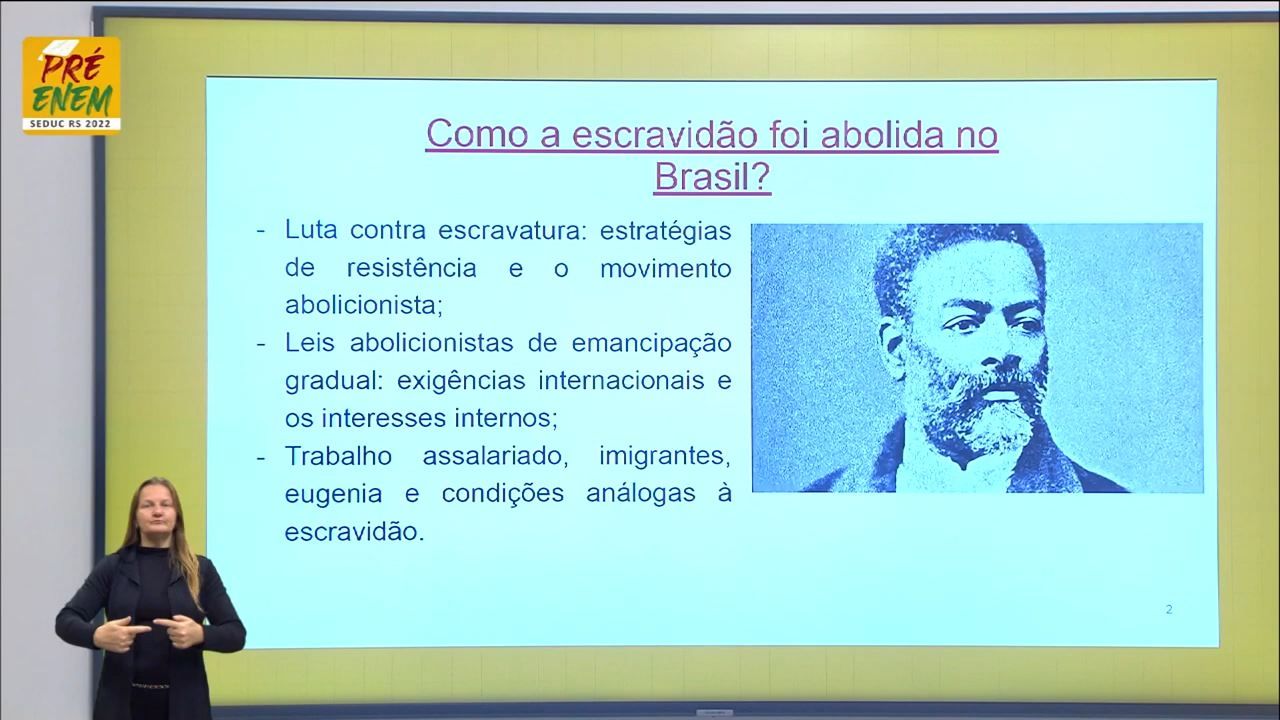 PRÉ
ENEM
SEDUC RS 2022
Como a escravidão foi abolida no
Brasil?
- Luta contra escravatura: estratégias
de resistência e o movimento
abolicionista;
- Leis abolicionistas de emancipação
gradual: exigências internacionais e
os interesses internos;
- Trabalho assalariado, imigrantes,
eugenia e condições análogas à
escravidão.
2